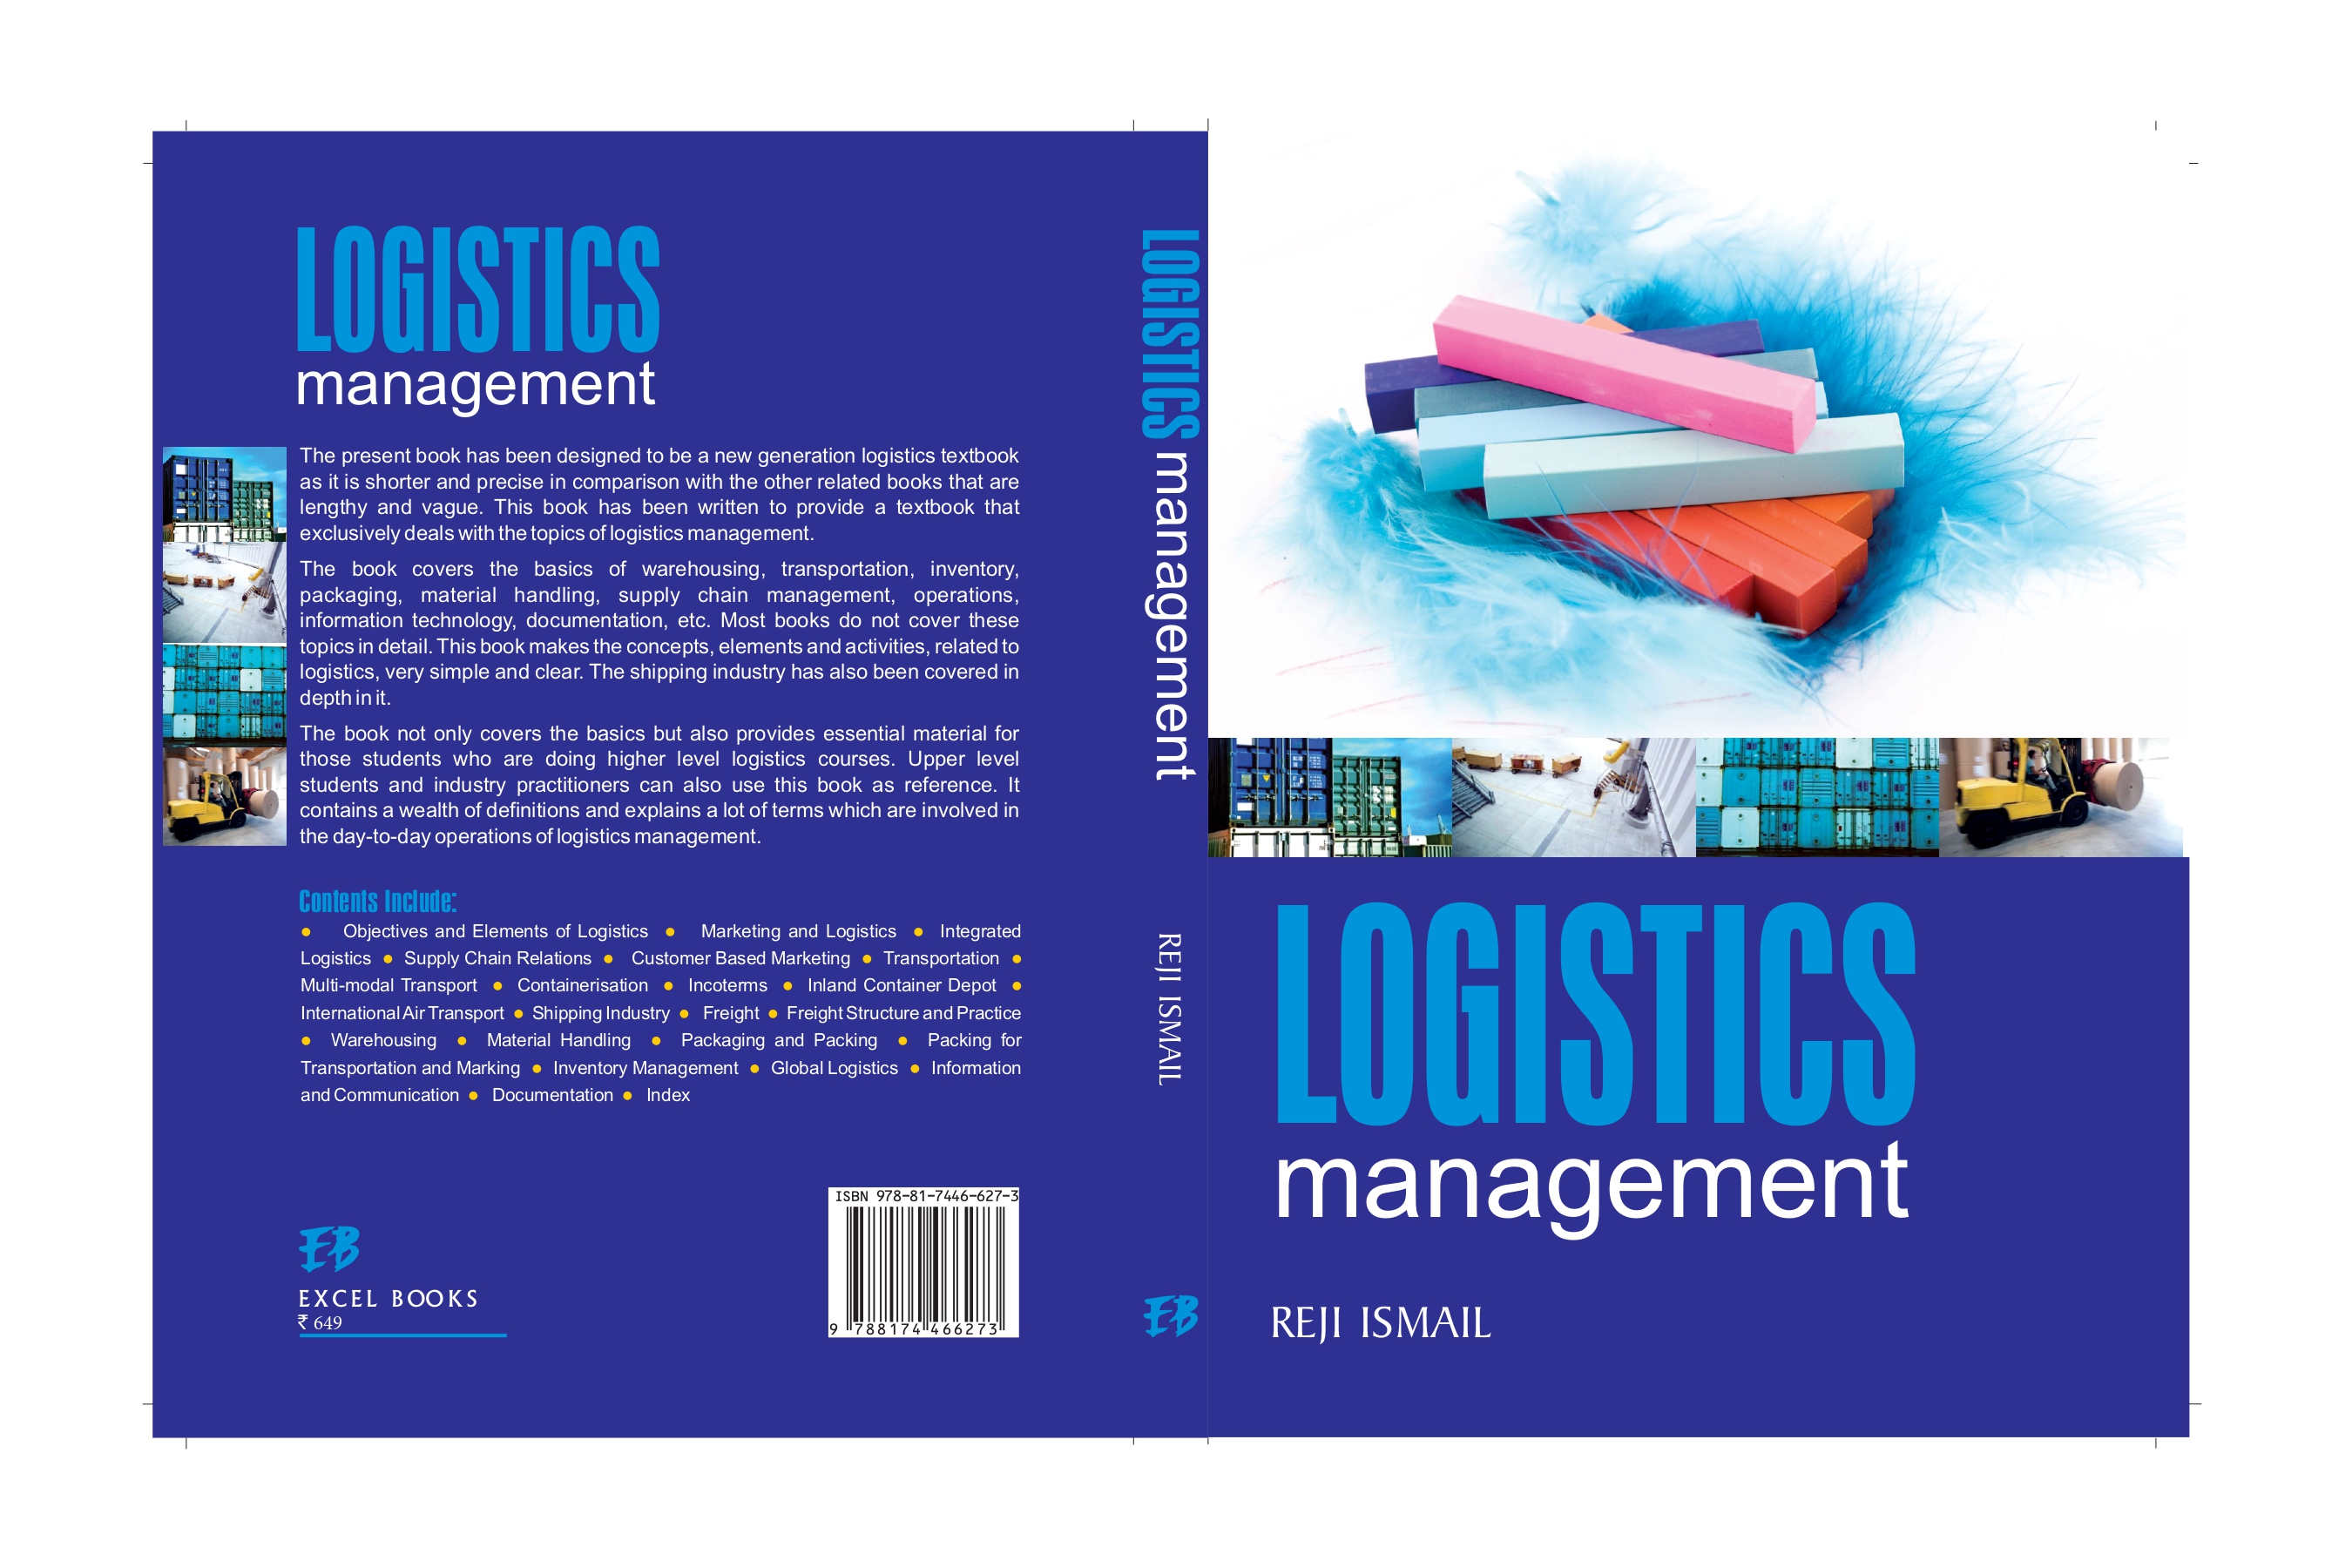 LOGISTICS
management
The present book has been designed to be a new generation logistics textbook
as it is shorter and precise in comparison with the other related books that are
lengthy and vague. This book has been written to provide a textbook that
exclusively deals with the topics of logistics management.
The book covers the basics of warehousing, transportation, inventory,
packaging, material handling, supply chain management, operations,
information technology, documentation, etc. Most books do not cover these
topics in detail. This book makes the concepts, elements and activities, related to
logistics, very simple and clear. The shipping industry has also been covered in
depth in it.
The book not only covers the basics but also provides essential material for
those students who are doing higher level logistics courses. Upper level
students and industry practitioners can also use this book as reference. It
contains a wealth of definitions and explains a lot of terms which are involved in
the day-to-day operations of logistics management.
Contents Include:
● Objectives and Elements of Logistics ● Marketing and Logistics ● Integrated
Logistics ● Supply Chain Relations ● Customer Based Marketing ● Transportation ●
Multi-modal Transport ● Containerisation ● Incoterms ● Inland Container Depot ●
International Air Transport ● Shipping Industry ● Freight ● Freight Structure and Practice
● Warehousing ● Material Handling ● Packaging and Packing ● Packing for
Transportation and Marking ● Inventory Management ● Global Logistics ● Information
and Communication ● Documentation ● Index
EB
EXCEL BOOKS
₹ 649
ISBN 978-81-7446-627-3
9 788174 466273
LOGISTICS management
REJI ISMAIL
EB
LOGISTICS
management
REJI ISMAIL